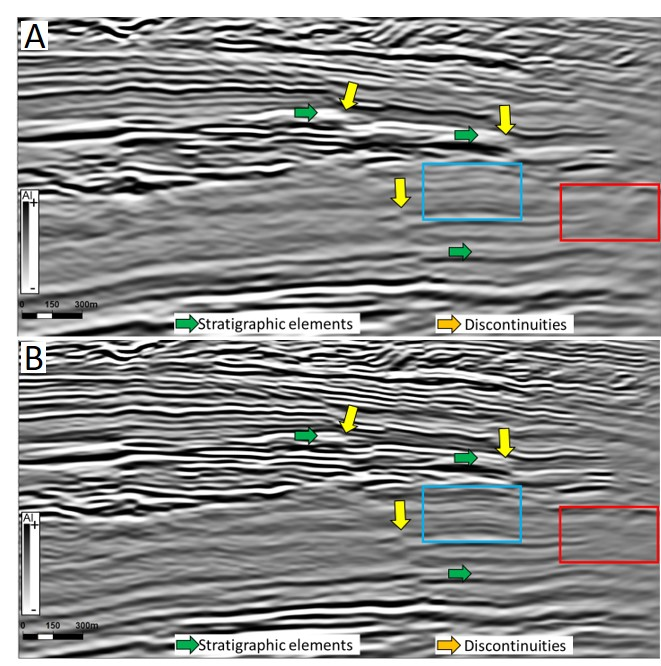 A
AI
+
-
0 150 300m
Stratigraphic elements
Discontinuities
B
AI
+
-
0 150 300m
Stratigraphic elements
Discontinuities